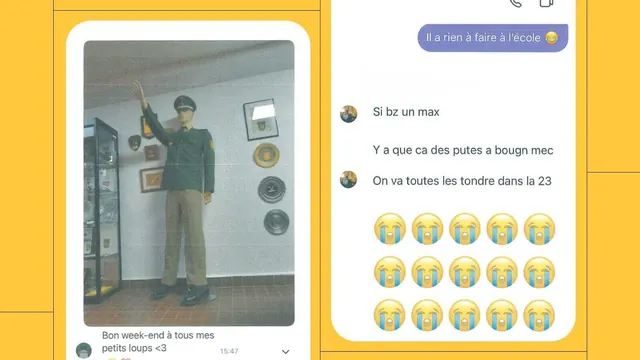 Bon week-end à tous mes
petits loups <3
15:47
Il a rien à faire à l'école 😂
Si bz un max
Y a que ca des putes a bougn mec
On va toutes les tondre dans la 23
😭😭😭😭😭
😭😭😭😭😭
😭😭😭😭😭